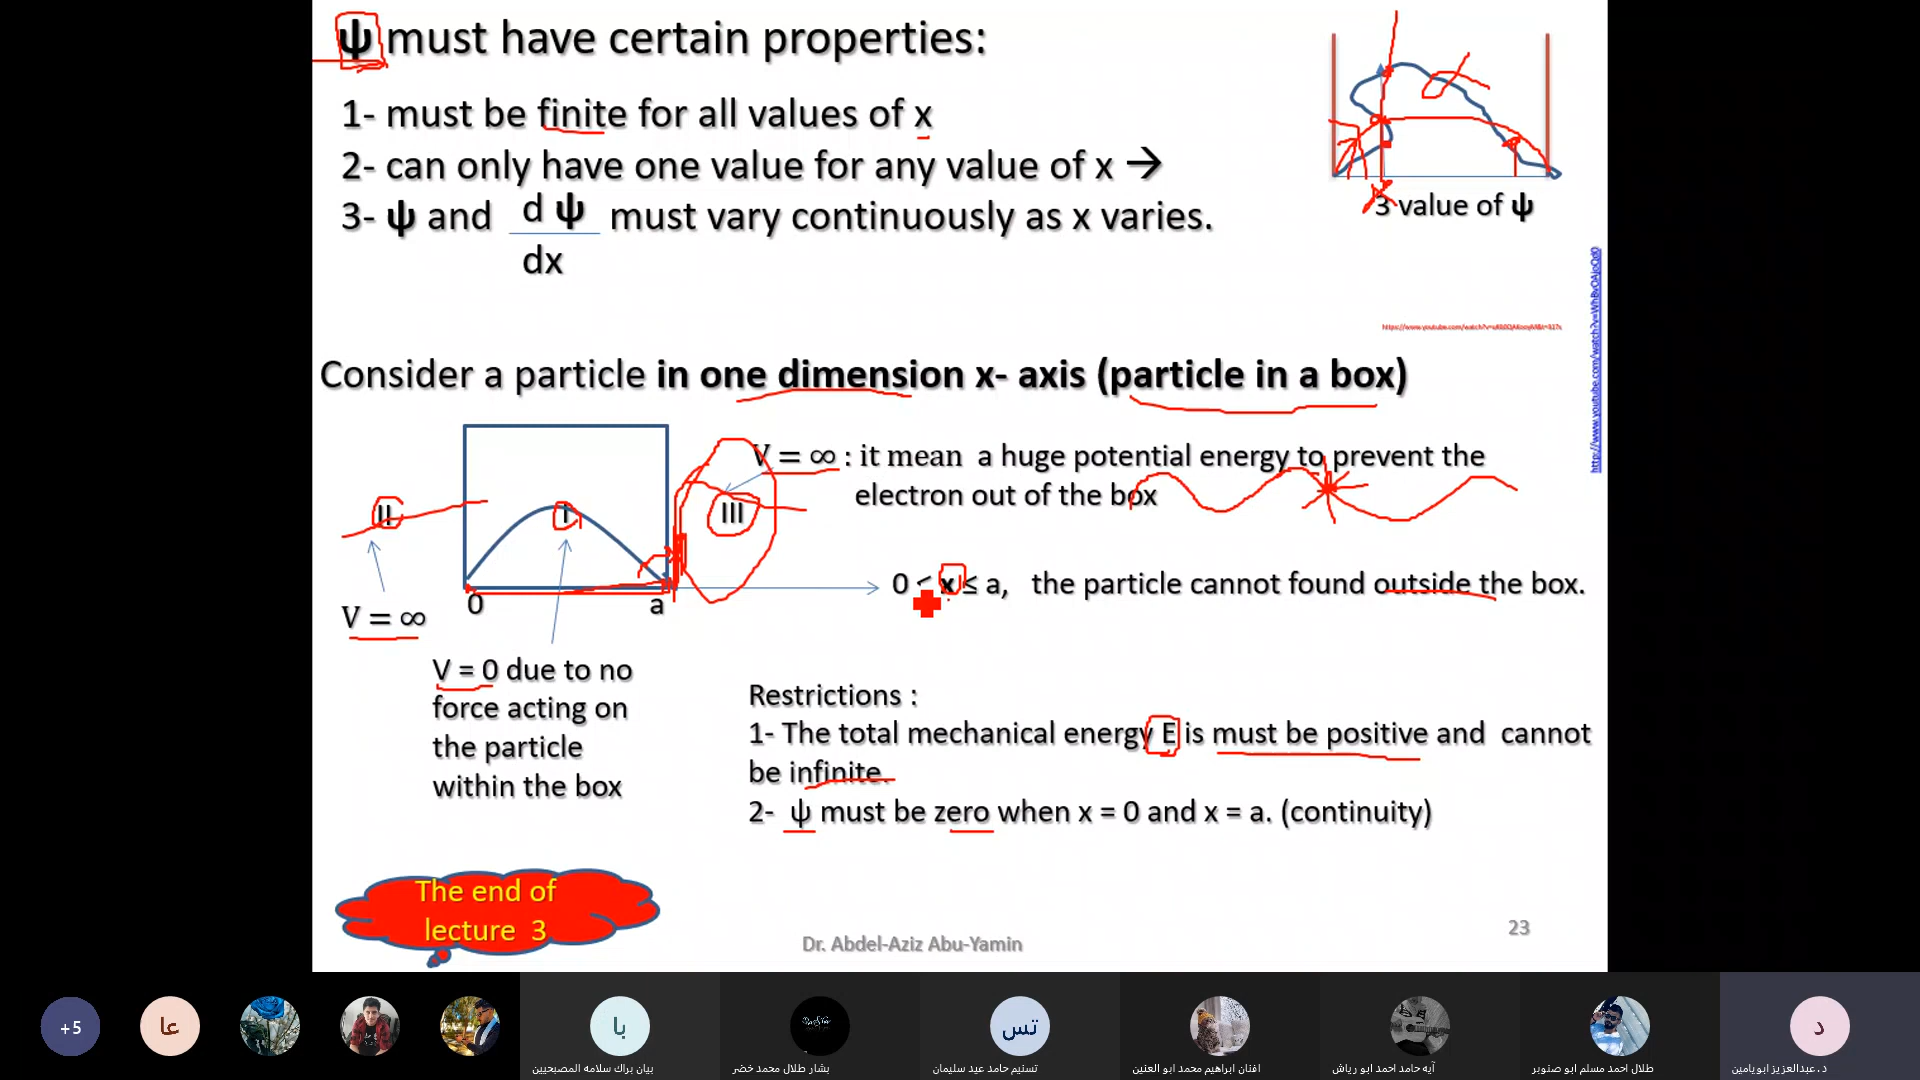 ψ must have certain properties:
1- must be finite for all values of x
2- can only have one value for any value of x →
3- ψ and d ψ must vary continuously as x varies.
dx
3 value of ψ
Consider a particle in one dimension x- axis (particle in a box)
V = ∞ : it mean a huge potential energy to prevent the
electron out of the box
II
I
III
0 ≤ x ≤ a, the particle cannot found outside the box.
0
a
V = ∞
V = 0 due to no
force acting on
the particle
within the box
Restrictions :
1- The total mechanical energy E is must be positive and cannot
be infinite.
2- ψ must be zero when x = 0 and x = a. (continuity)
The end of
lecture 3
Dr. Abdel-Aziz Abu-Yamin
23
+5
عا
با
تس
د
بيان براك سلامه المصبحيين
بشار طلال محمد خضر
تسنيم حامد عيد سليمان
افنان ابراهيم محمد ابو العنين
آيه حامد احمد ابو رياش
طلال احمد مسلم ابو صنوبر
د.عبدالعزيز ابويامين